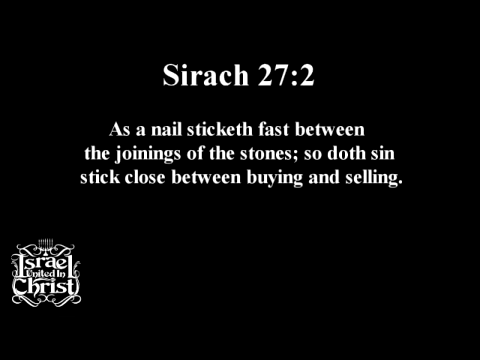 Sirach 27:2
As a nail sticketh fast between
the joinings of the stones; so doth sin
stick close between buying and selling.
Israel
United In
Christ